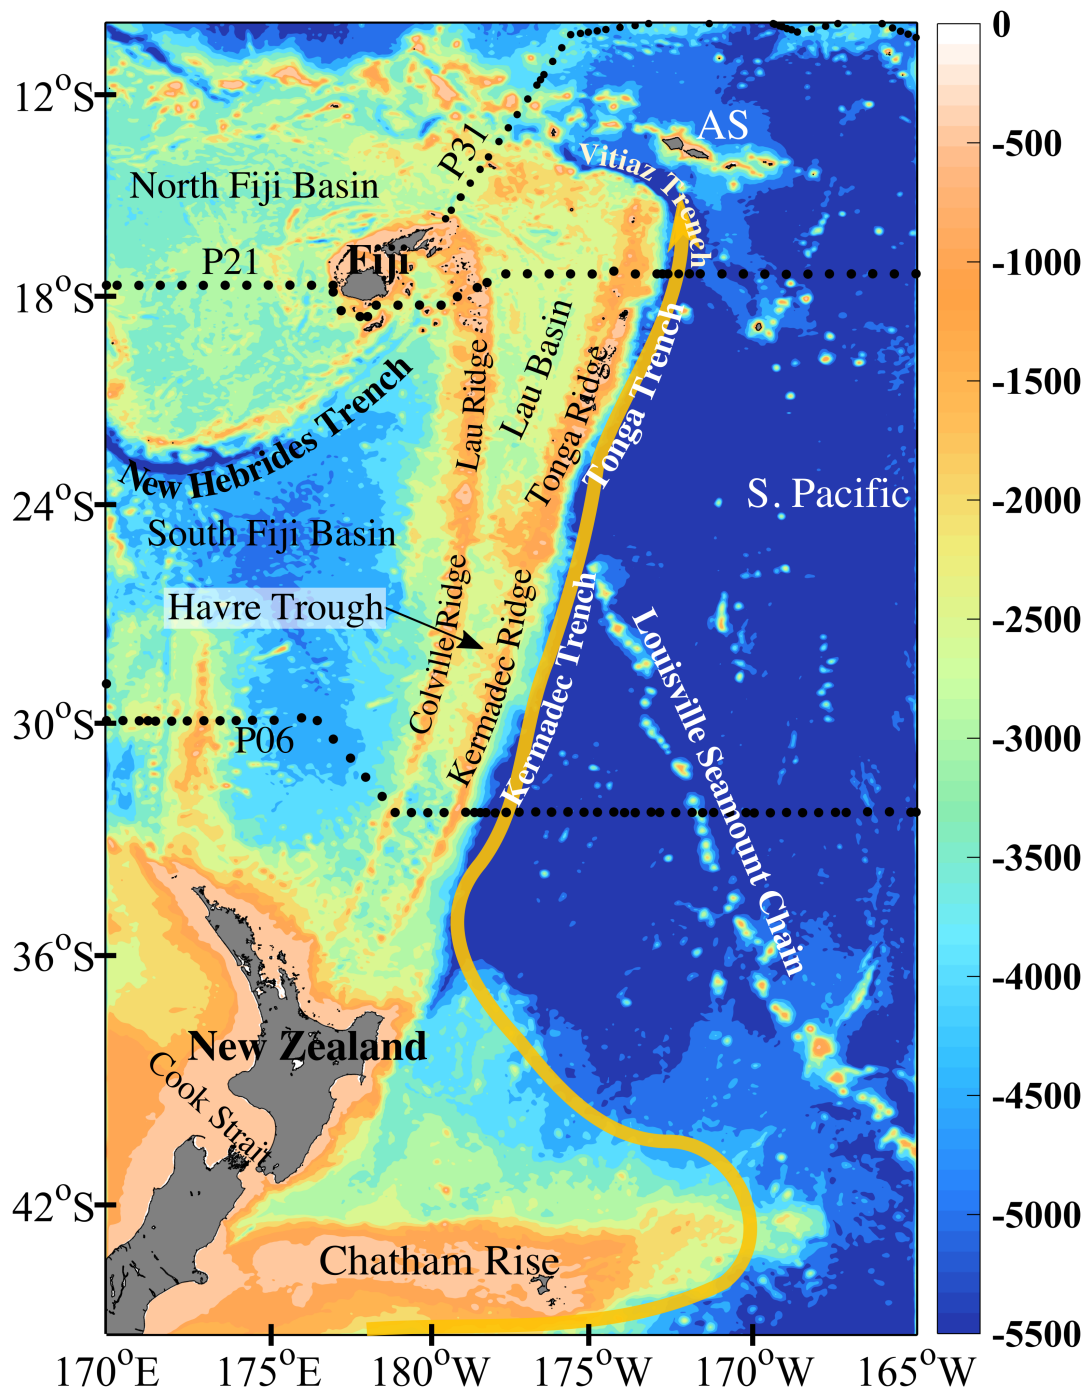 0
12°S
P31
AS
-500
Vitiaz Trench
North Fiji Basin
P21
Fiji
-1000
18°S
Lau Ridge
Lau Basin
Tonga Ridge
Tonga Trench
-1500
New Hebrides Trench
24°S
S. Pacific
-2000
South Fiji Basin
Havre Trough
Colville Ridge
Kermadec Ridge
Kermadec Trench
Louisville Seamount Chain
-2500
30°S
P06
-3000
-3500
36°S
-4000
New Zealand
Cook Strait
-4500
42°S
-5000
Chatham Rise
-5500
170°E
175°E
180°W
175°W
170°W
165°W